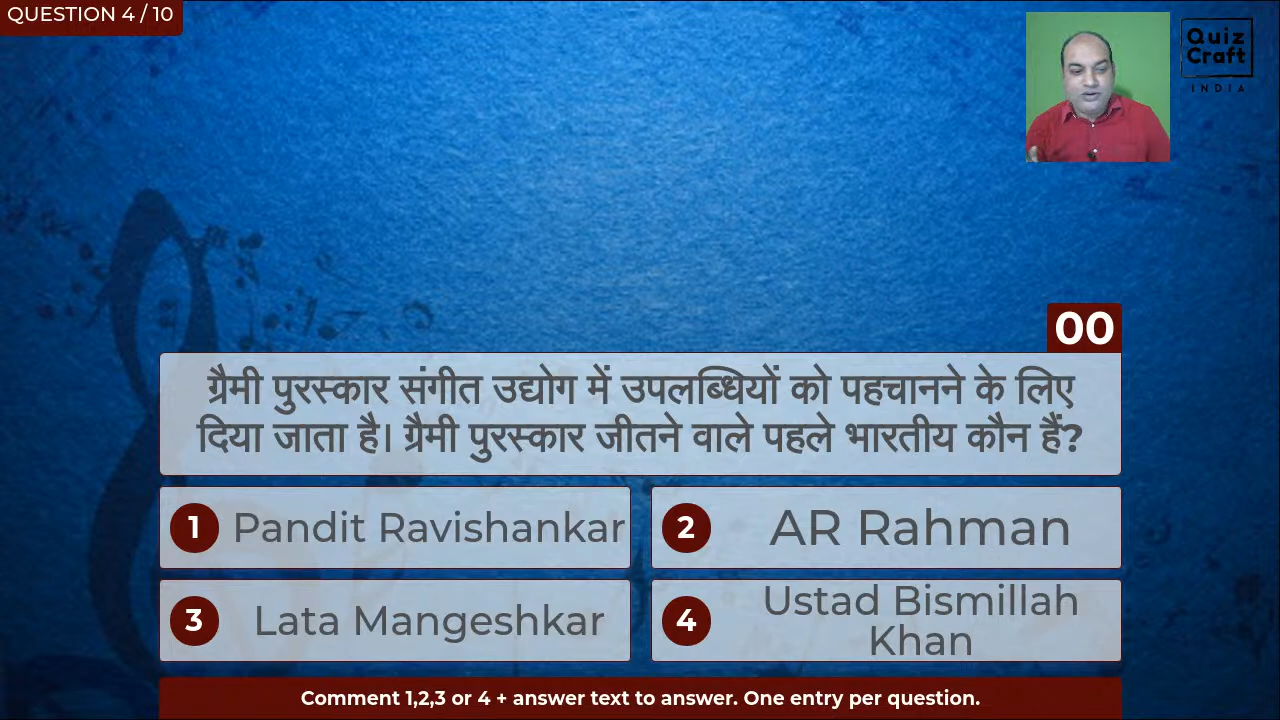 QUESTION 4 / 10
Quiz
Craft
INDIA
00
ग्रैमी पुरस्कार संगीत उद्योग में उपलब्धियों को पहचानने के लिए
दिया जाता है। ग्रैमी पुरस्कार जीतने वाले पहले भारतीय कौन हैं?
1 Pandit Ravishankar
2 AR Rahman
3 Lata Mangeshkar
4 Ustad Bismillah
Khan
Comment 1,2,3 or 4 + answer text to answer. One entry per question.